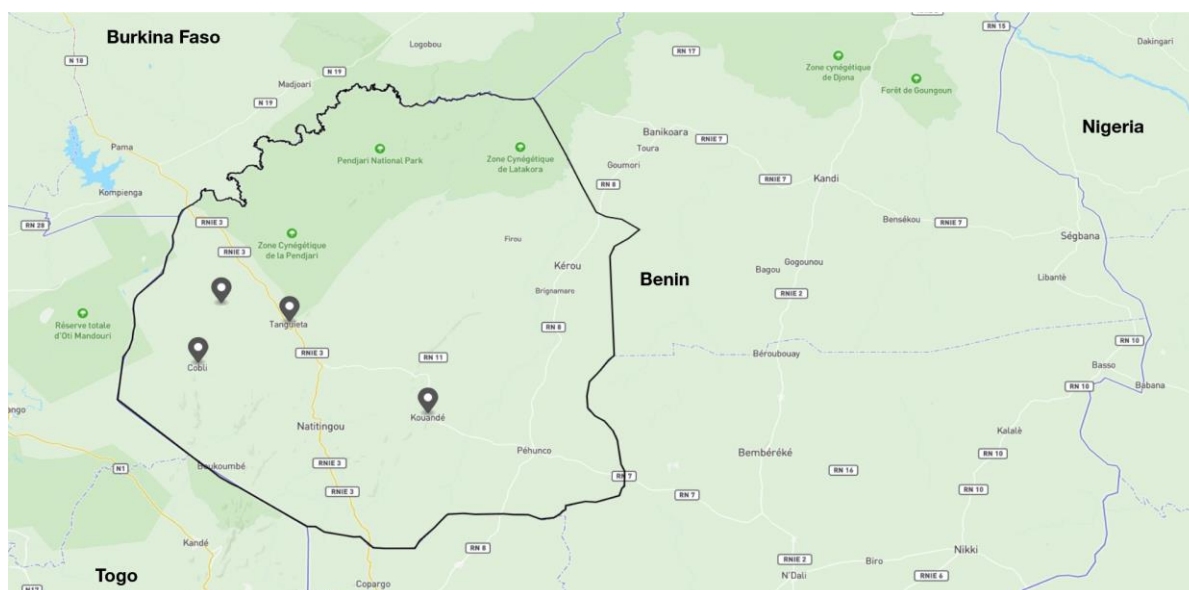 Burkina Faso
Logobou
RN 15
Dakingari
N 18
RN 17
Zone cynégétique
de Djona
Forêt de Goungoun
N 19
Madjoari
N 19
Nigeria
Banikoara
RNIE 7
Toura
Pama
Pendjari National Park
Zone Cynégétique
de Latakora
Goumori
RN 8
Kandi
RNIE 7
Kompienga
RN 28
RNIE 3
Bensékou
RNIE 7
Ségbana
Zone Cynégétique
de la Pendjari
RNIE 3
Firou
Kérou
Gogounou
Bagou
Benin
Libantè
Brignamaro
RNIE 2
Réserve totale
d'Oti Mandouri
Tanguieta
RN 8
RN 10
RNIE 3
RN 11
Béroubouay
Cobli
Basso
RN 10
Babana
ango
Kouandé
Natitingou
Kalalè
Péhunco
Bembéréké
RN 10
N1
Boukoumbé
RNIE 3
RN 7
RN 16
RNIE 3
RN 7
RN 10
Kandé
RN 8
Nikki
RNIE 2
Biro
Togo
Copargo
N'Dali
RNIE 6
N17